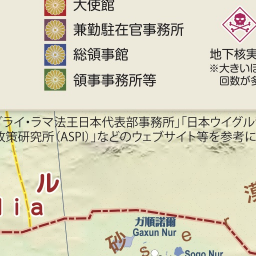 大使館
兼勤駐在官事務所
総領事館
領事事務所等
地下核実
※大きいほ
回数が多
イライ・ラマ法王日本代表部事務所」「日本ウイグル
政策研究所(ASPI)」などのウェブサイト等を参考に
ル
lia
漠
ガ順諾爾
Gaxun Nur
砂
s
e
r
Sogo Nur